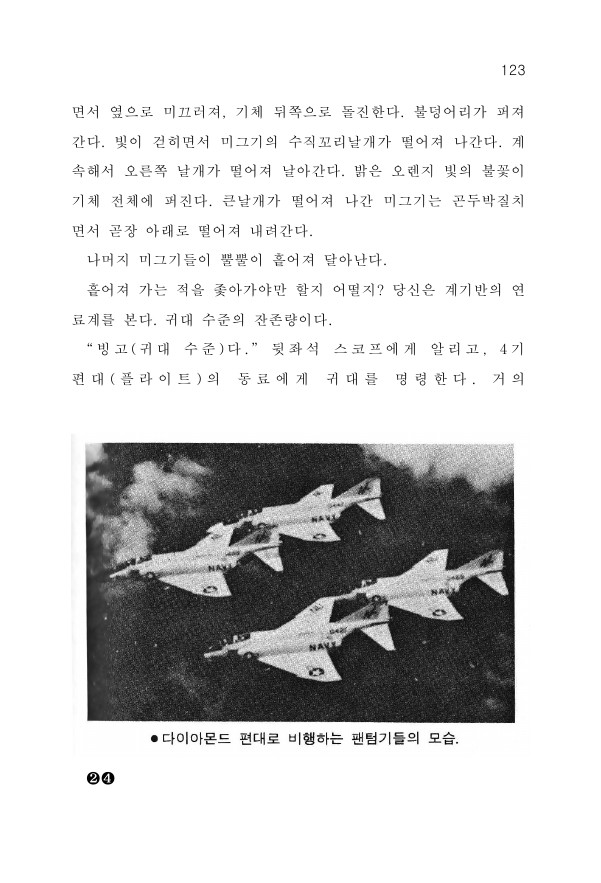 123
면서 옆으로 미끄러져, 기체 뒤쪽으로 돌진한다. 불덩어리가 퍼져
간다. 빛이 걷히면서 미그기의 수직꼬리날개가 떨어져 나간다. 계
속해서 오른쪽 날개가 떨어져 날아간다. 밝은 오렌지 빛의 불꽃이
기체 전체에 퍼진다. 큰날개가 떨어져 나간 미그기는 곤두박질치
면서 곧장 아래로 떨어져 내려간다.
나머지 미그기들이 뿔뿔이 흩어져 달아난다.
흩어져 가는 적을 좇아가야만 할지 어떨지? 당신은 계기반의 연
료계를 본다. 귀대 수준의 잔존량이다.
“빙고(귀대 수준)다.” 뒷좌석 스코프에게 알리고, 4기
편대(플라이트)의 동료에게 귀대를 명령한다. 거의
NAVY
NAVY
NAVY
NAVY
●다이아몬드 편대로 비행하는 팬텀기들의 모습.
❷❹